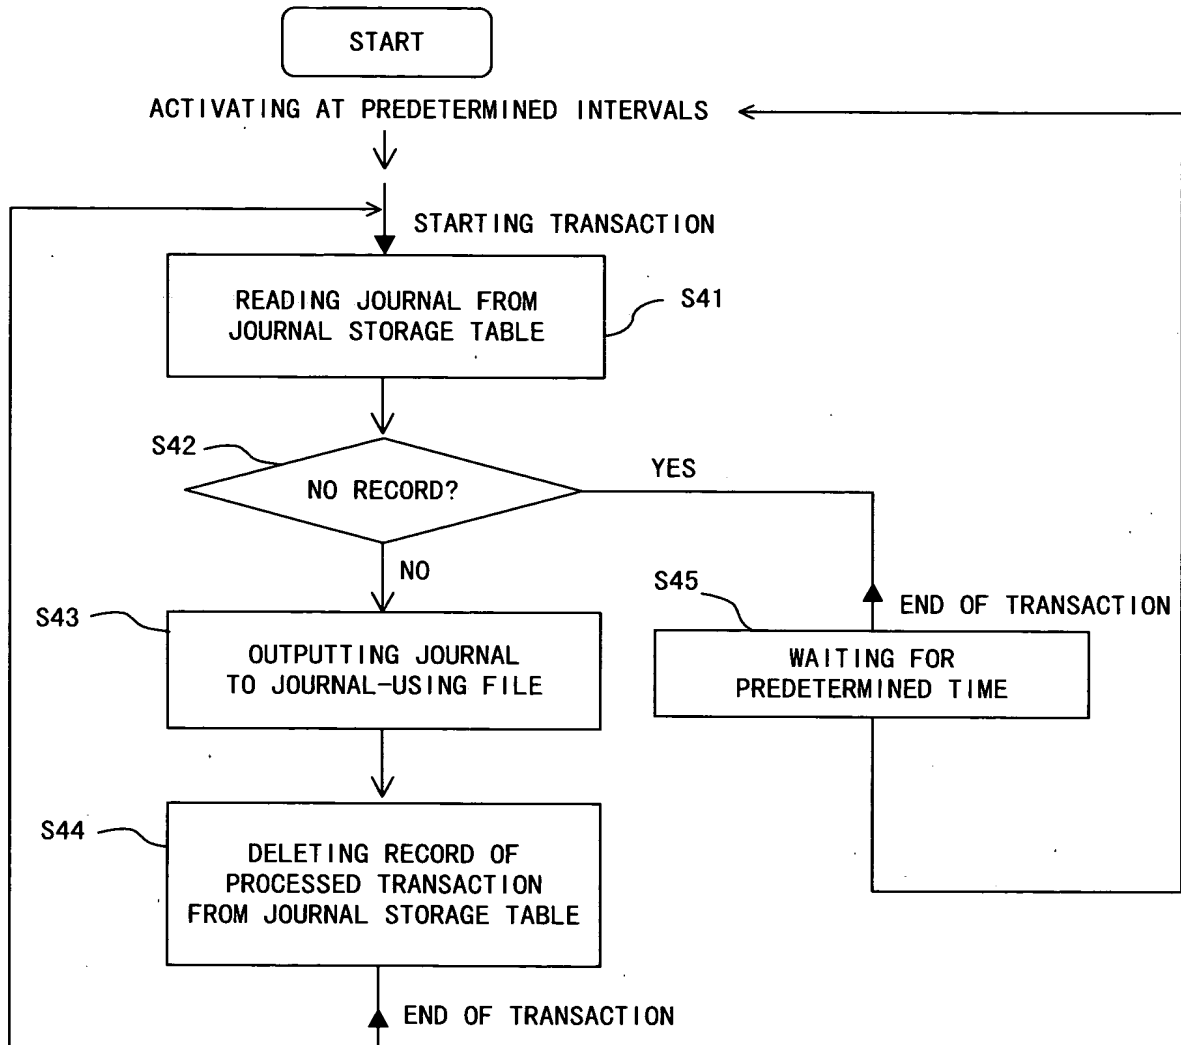 START
ACTIVATING AT PREDETERMINED INTERVALS
STARTING TRANSACTION
READING JOURNAL FROM
JOURNAL STORAGE TABLE
S41
S42
NO RECORD?
YES
NO
S43
OUTPUTTING JOURNAL
TO JOURNAL-USING FILE
S45
END OF TRANSACTION
WAITING FOR
PREDETERMINED TIME
S44
DELETING RECORD OF
PROCESSED TRANSACTION
FROM JOURNAL STORAGE TABLE
END OF TRANSACTION